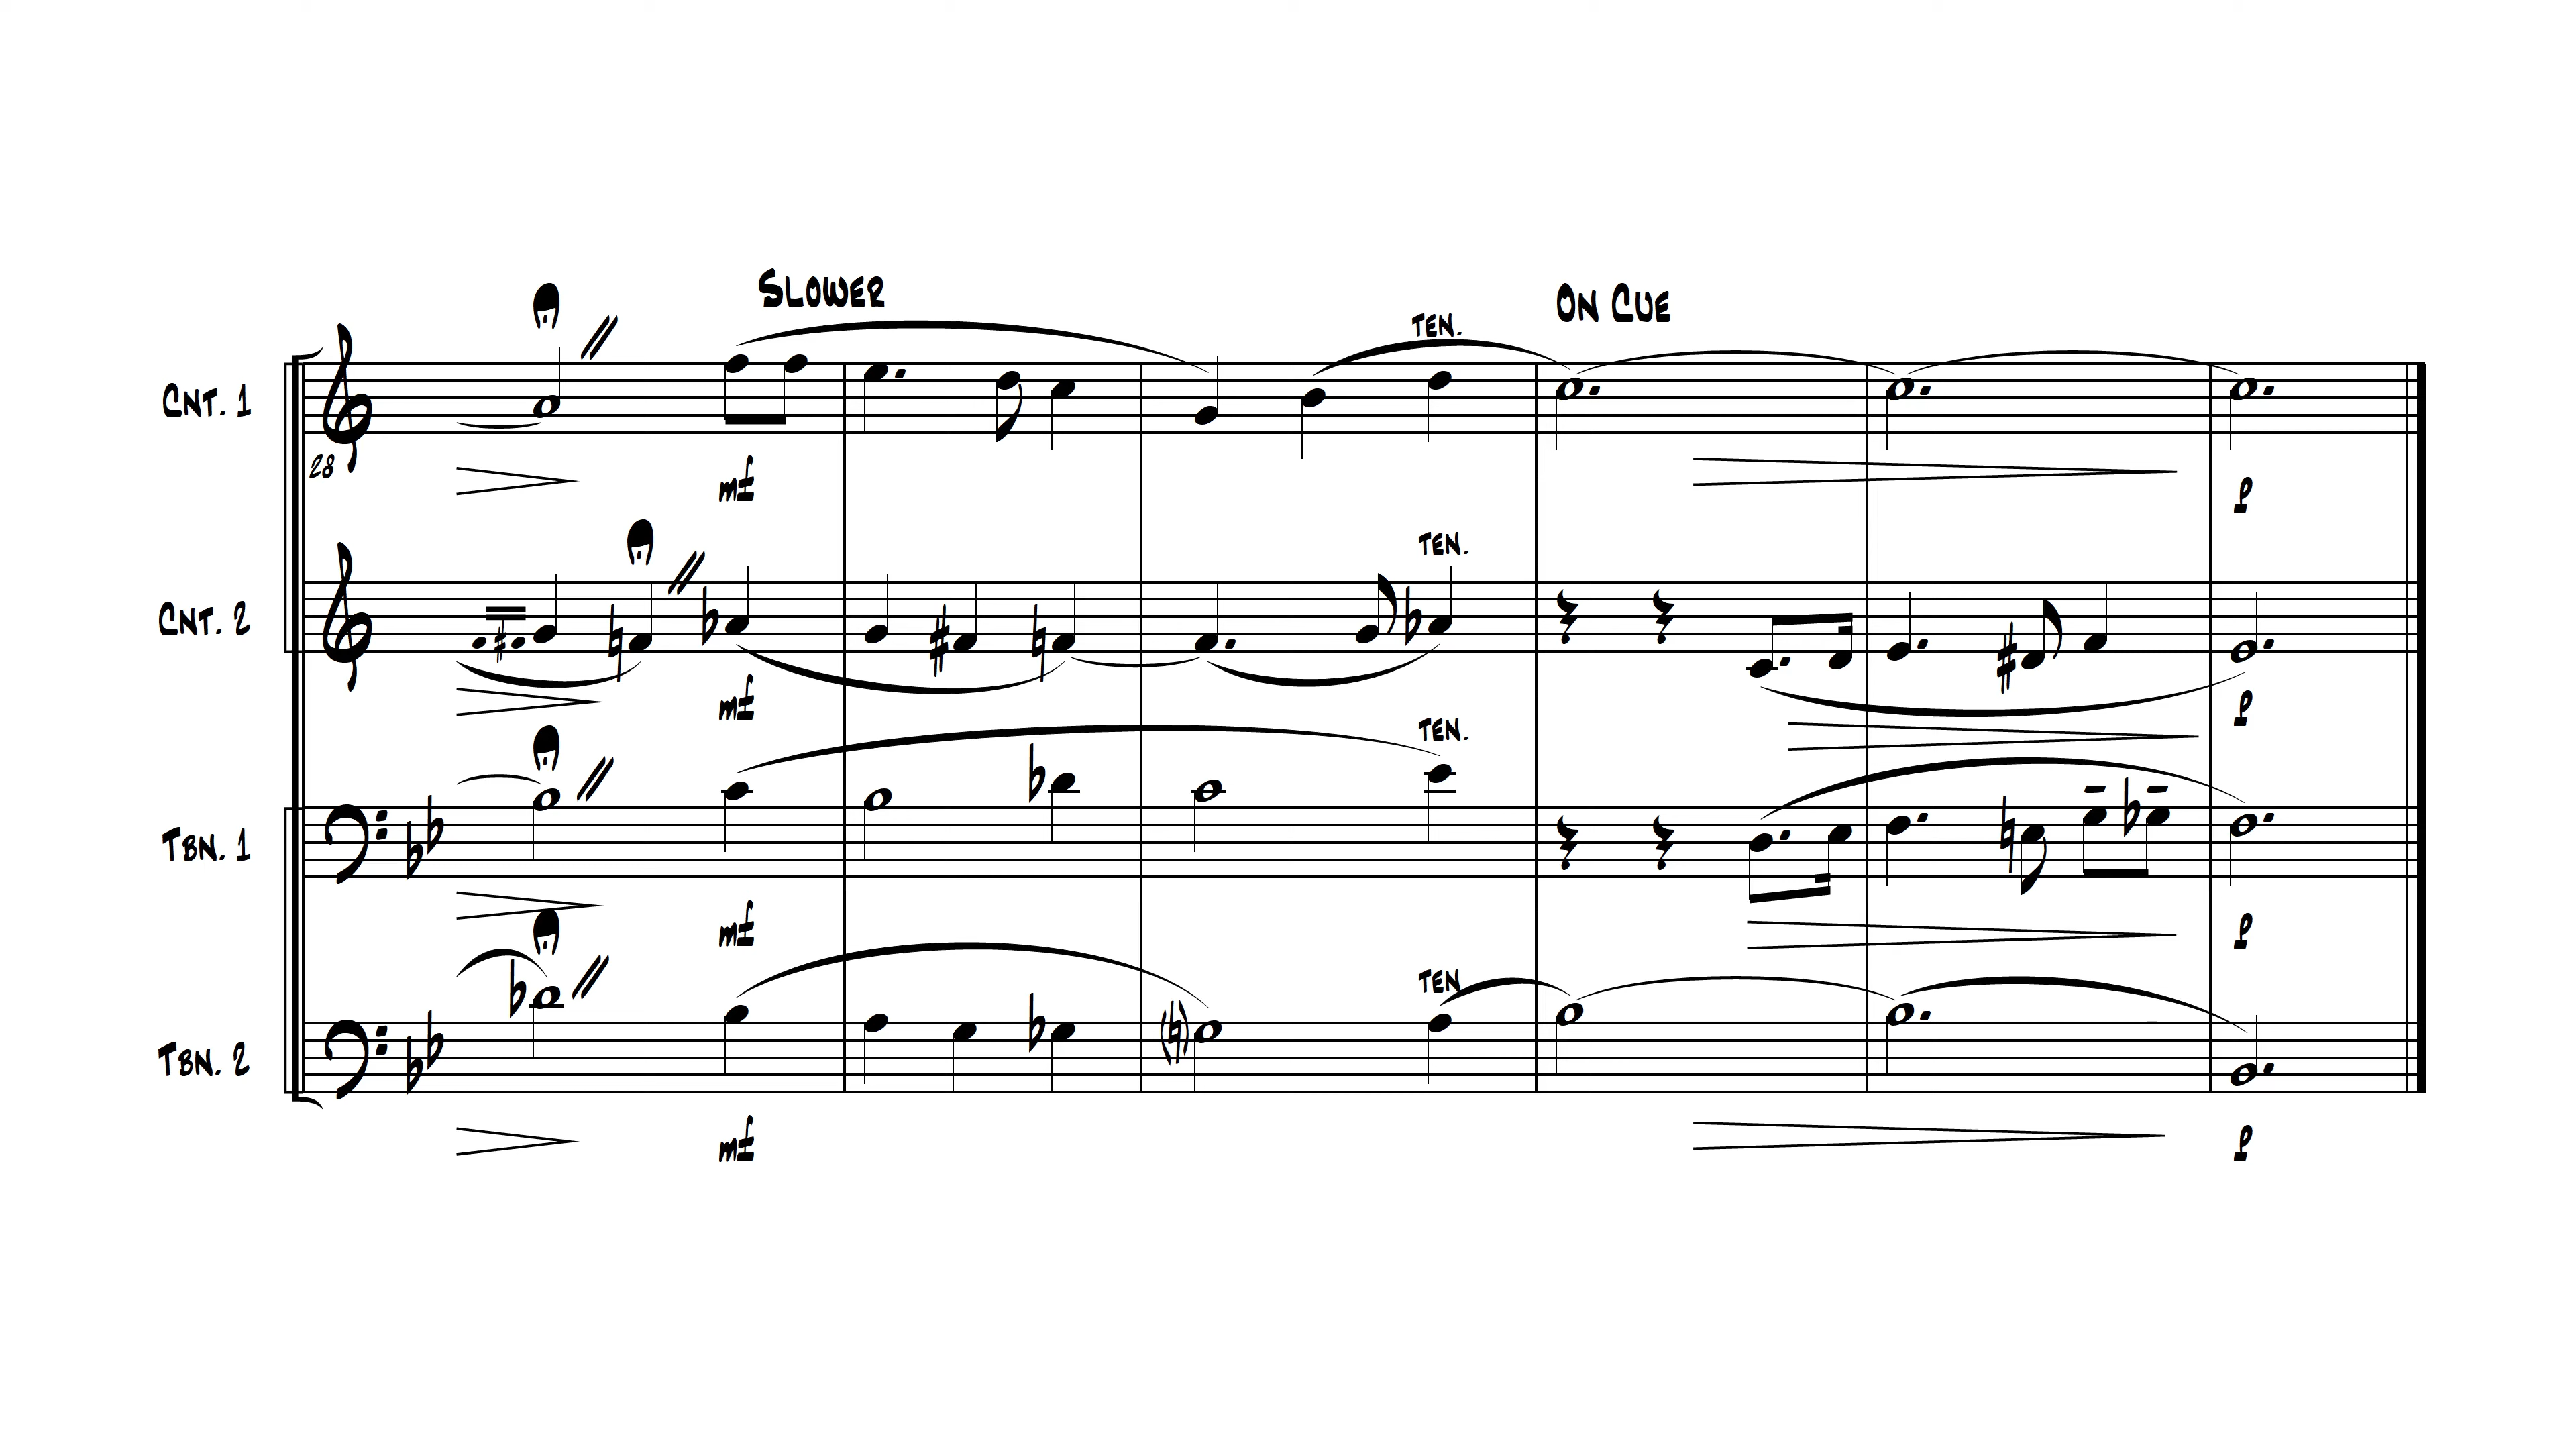 Slower
On Cue
ten.
Cnt. 1
28
mf
p
ten.
Cnt. 2
mf
p
ten.
Tbn. 1
mf
p
ten
Tbn. 2
mf
p